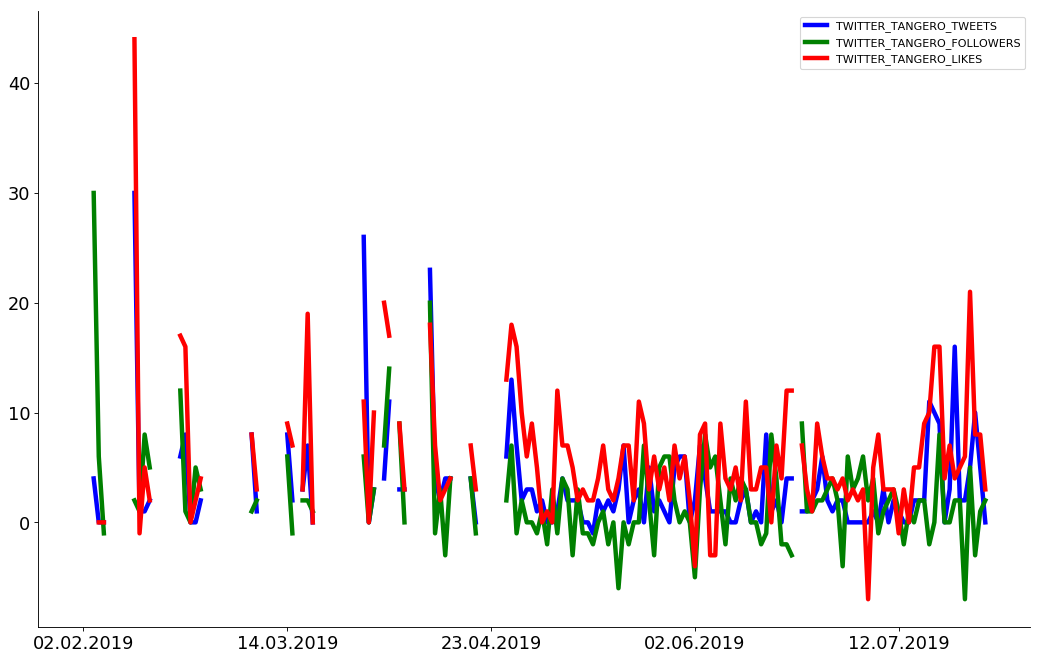 TWITTER_TANGERO_TWEETS
TWITTER_TANGERO_FOLLOWERS
TWITTER_TANGERO_LIKES
40
30
20
10
0
02.02.2019 14.03.2019 23.04.2019 02.06.2019 12.07.2019